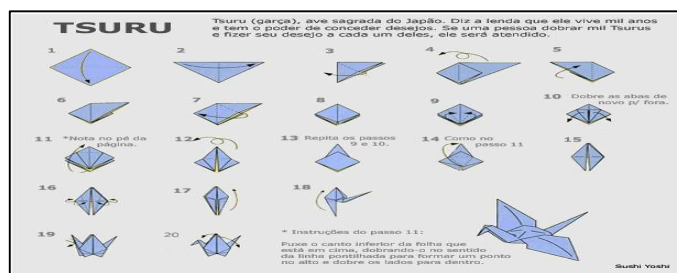 TSURU
Tsuru (garça), ave sagrada do Japão. Diz a lenda que ele vive mil anos
e tem o poder de conceder desejos. Se uma pessoa dobrar mil Tsurus
e fizer seu desejo a cada um deles, ele será atendido.
1 2 3 4 5
6 7 8 9 10 Dobre as abas de
novo p/ fora.
11 *Nota no pé da
página.
12
13 Repita os passos
9 e 10.
14 Como no
passo 11
15
16 17 18
19 20
* Instruções do passo 11:
Puxe o canto inferior da folha que
está em cima, dobrando-o no sentido
da linha pontilhada para formar um ponto
no alto e dobre os lados para dentro.
Sushi Yoshi